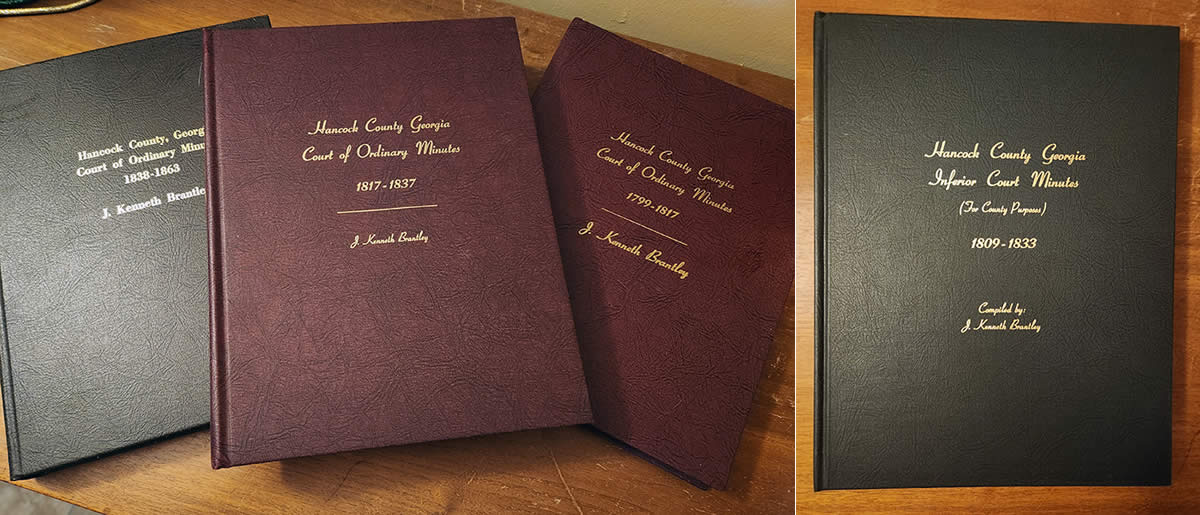 Hancock County, Georg
Court of Ordinary Minu
1838-1863
J. Kenneth Brantle
Hancock County Georgia
Court of Ordinary Minutes
1817-1837
J. Kenneth Brantley
Hancock County Georgia
Court of Ordinary Minutes
1799-1817
J. Kenneth Brantley
Hancock County Georgia
Inferior Court Minutes
(For County Purposes)
1809-1833
Compiled by:
J. Kenneth Brantley